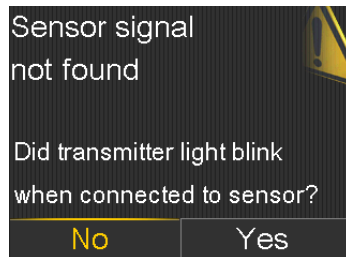 Sensor signal
not found
Did transmitter light blink
when connected to sensor?
No Yes